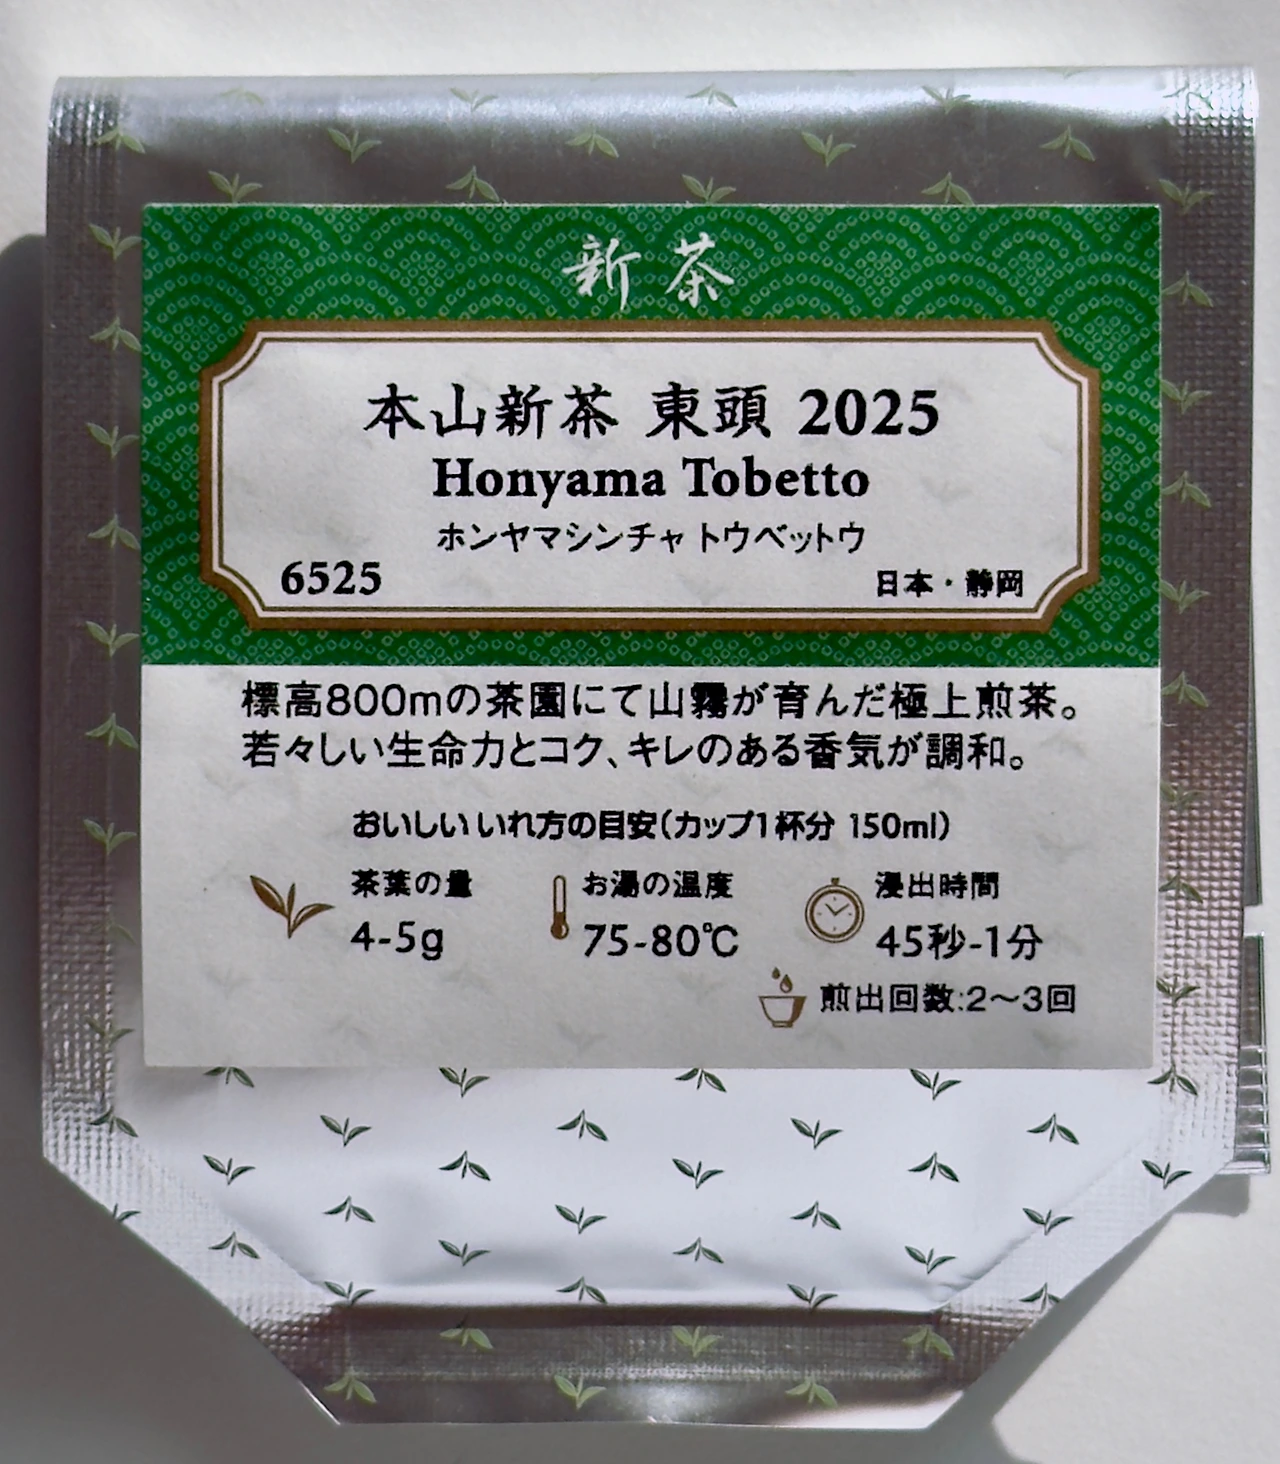 新茶
本山新茶 東頭 2025
Honyama Tobetto
ホンヤマシンチャ トウベットウ
6525
日本・静岡
標高800mの茶園にて山霧が育んだ極上煎茶。
若々しい生命力とコク、キレのある香気が調和。
おいしいいれ方の目安(カップ1杯分 150ml)
茶葉の量
4-5g
お湯の温度
75-80℃
浸出時間
45秒-1分
煎出回数:2〜3回